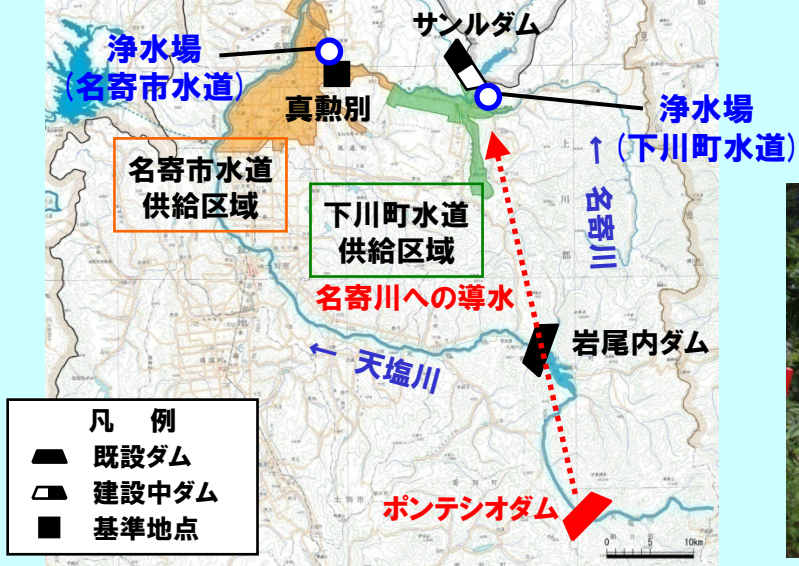 サンルダム
浄水場
(名寄市水道)
真勲別
浄水場
(下川町水道)
名寄市水道
供給区域
下川町水道
供給区域
← 名寄川
名寄川への導水
岩尾内ダム
← 天塩川
凡 例
既設ダム
建設中ダム
基準地点
ポンテシオダム
0 5 10km